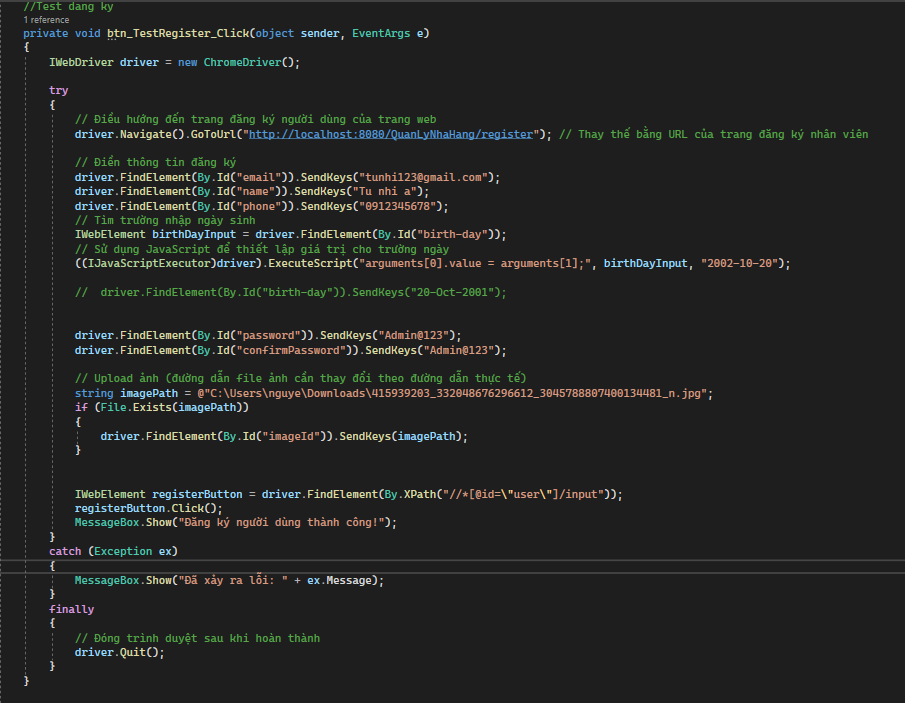 //Test dang ky
1 reference
private void btn_TestRegister_Click(object sender, EventArgs e)
{
IWebDriver driver = new ChromeDriver();
try
{
// Điều hướng đến trang đăng ký người dùng của trang web
driver.Navigate().GoToUrl("http://localhost:8080/QuanLyNhaHang/register"); // Thay thế bằng URL của trang đăng ký nhân viên
// Điền thông tin đăng ký
driver.FindElement(By.Id("email")).SendKeys("tunhi123@gmail.com");
driver.FindElement(By.Id("name")).SendKeys("Tu nhi a");
driver.FindElement(By.Id("phone")).SendKeys("0912345678");
// Tìm trường nhập ngày sinh
IWebElement birthDayInput = driver.FindElement(By.Id("birth-day"));
// Sử dụng JavaScript để thiết lập giá trị cho trường ngày
((IJavaScriptExecutor)driver).ExecuteScript("arguments[0].value = arguments[1];", birthDayInput, "2002-10-20");
//  driver.FindElement(By.Id("birth-day")).SendKeys("20-Oct-2001");
driver.FindElement(By.Id("password")).SendKeys("Admin@123");
driver.FindElement(By.Id("confirmPassword")).SendKeys("Admin@123");
// Upload ảnh (đường dẫn file ảnh cần thay đổi theo đường dẫn thực tế)
string imagePath = @"C:\Users\nguye\Downloads\415939203_332048676296612_3045788807400134481_n.jpg";
if (File.Exists(imagePath))
{
driver.FindElement(By.Id("imageId")).SendKeys(imagePath);
}
IWebElement registerButton = driver.FindElement(By.XPath("//*[@id=\"user\"]/input"));
registerButton.Click();
MessageBox.Show("Đăng ký người dùng thành công!");
}
catch (Exception ex)
{
MessageBox.Show("Đã xảy ra lỗi: " + ex.Message);
}
finally
{
// Đóng trình duyệt sau khi hoàn thành
driver.Quit();
}
}